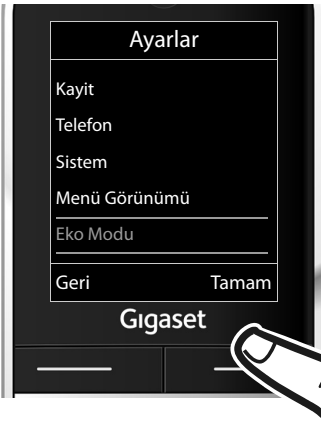 Ayarlar
Kayit
Telefon
Sistem
Menü Görünümü
Eko Modu
Geri Tamam
Gigaset